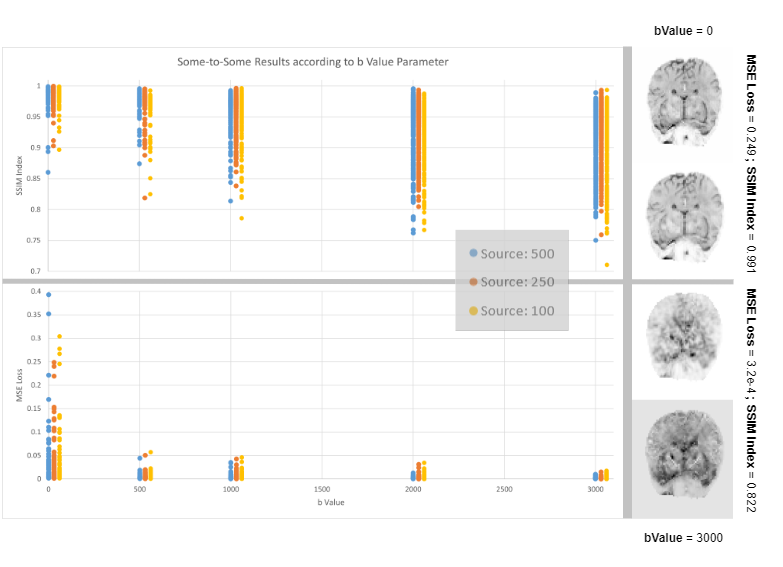 bValue = 0
Some-to-Some Results according to b Value Parameter
1
0.95
0.9
0.85
0.8
0.75
0.7
SSIM Index
Source: 500
Source: 250
Source: 100
0.4
0.35
0.3
0.25
0.2
0.15
0.1
0.05
0
MSE Loss
0
500
1000
1500
2000
2500
3000
b Value
MSE Loss = 0.249 ; SSIM Index = 0.991
MSE Loss = 3.2e-4 ; SSIM Index = 0.822
bValue = 3000